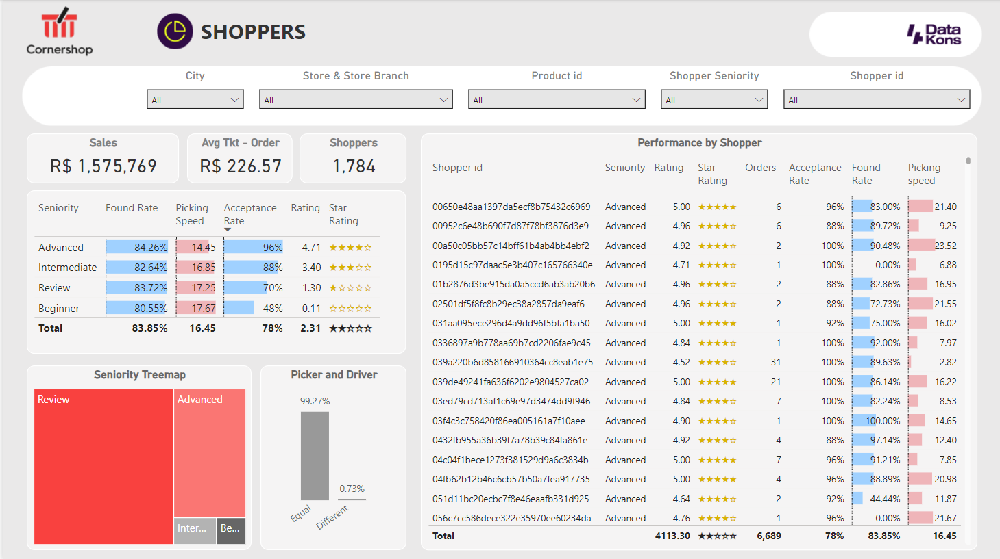 Cornershop
SHOPPERS
Data
Kons
City
Store & Store Branch
Product id
Shopper Seniority
Shopper id
All
All
All
All
All
Sales
R$ 1,575,769
Avg Tkt - Order
R$ 226.57
Shoppers
1,784
Seniority Found Rate Picking Speed Acceptance Rate Rating Star Rating
Advanced 84.26% 14.45 96% 4.71 ★★★★☆
Intermediate 82.64% 16.85 88% 3.40 ★★★☆☆
Review 83.72% 17.25 70% 1.30 ★☆☆☆☆
Beginner 80.55% 17.67 48% 0.11 ☆☆☆☆☆
Total 83.85% 16.45 78% 2.31 ★★☆☆☆
Seniority Treemap
Review
Advanced
Inter...
Be...
Picker and Driver
99.27%
0.73%
Equal
Different
Performance by Shopper
Shopper id Seniority Rating Star Rating Orders Acceptance Rate Found Rate Picking speed
00650e48aa1397da5ecf8b75432c6969 Advanced 5.00 ★★★★★ 6 96% 83.00% 21.40
00952c6e48b690f7d87f78bf3876d3e9 Advanced 4.96 ★★★★☆ 6 88% 89.72% 9.25
00a50c05bb57c14bff61b4ab4bb4ebf2 Advanced 4.92 ★★★★☆ 2 100% 90.48% 23.52
0195d15c97daac5e3b407c165766340e Advanced 4.71 ★★★★☆ 1 100% 0.00% 6.88
01b2876d3be915da0a5ccd6ab3ab20b6 Advanced 4.96 ★★★★☆ 2 88% 82.86% 16.95
02501df5f8fc8b29ec38a2857da9eaf6 Advanced 4.96 ★★★★☆ 2 88% 72.73% 21.55
031aa095ece296d4a9dd96f5bfa1ba50 Advanced 5.00 ★★★★★ 1 92% 75.00% 16.02
0336897a9b778aa69b7cd2206fae9c45 Advanced 4.84 ★★★★☆ 1 100% 92.00% 7.97
039a220b6d858166910364cc8eab1e75 Advanced 4.52 ★★★★☆ 31 100% 89.63% 2.82
039de49241fa636f6202e9804527ca02 Advanced 5.00 ★★★★★ 21 100% 86.14% 16.22
03ed79cd713af1c69e97d3474dd9f946 Advanced 4.84 ★★★★☆ 7 100% 82.24% 8.53
03f4c3c758420f86ea005161a7f10aee Advanced 4.90 ★★★★☆ 1 100% 100.00% 14.65
0432fb955a36b39f7a78b39c84fa861e Advanced 4.92 ★★★★☆ 4 88% 97.14% 12.40
04c04f1bece1273f381529d9a6c3834b Advanced 5.00 ★★★★★ 7 96% 91.21% 7.85
04fb62b12b46c6cb57b50a7fea917735 Advanced 5.00 ★★★★★ 4 96% 88.89% 20.98
051d11bc20ecbc7f8e46eaafb331d925 Advanced 4.64 ★★★★☆ 2 92% 44.44% 11.87
056c7cc586dece322e35970ee60234da Advanced 4.76 ★★★★☆ 1 96% 0.00% 21.67
Total 4113.30 ★★☆☆☆ 6,689 78% 83.85% 16.45